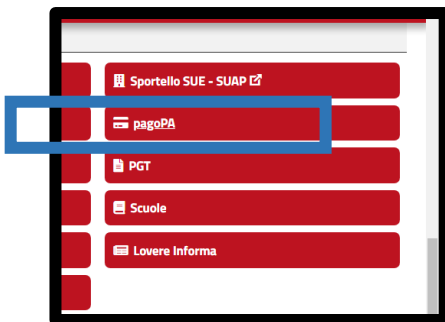 Sportello SUE - SUAP
pagoPA
PGT
Scuole
Lovere Informa